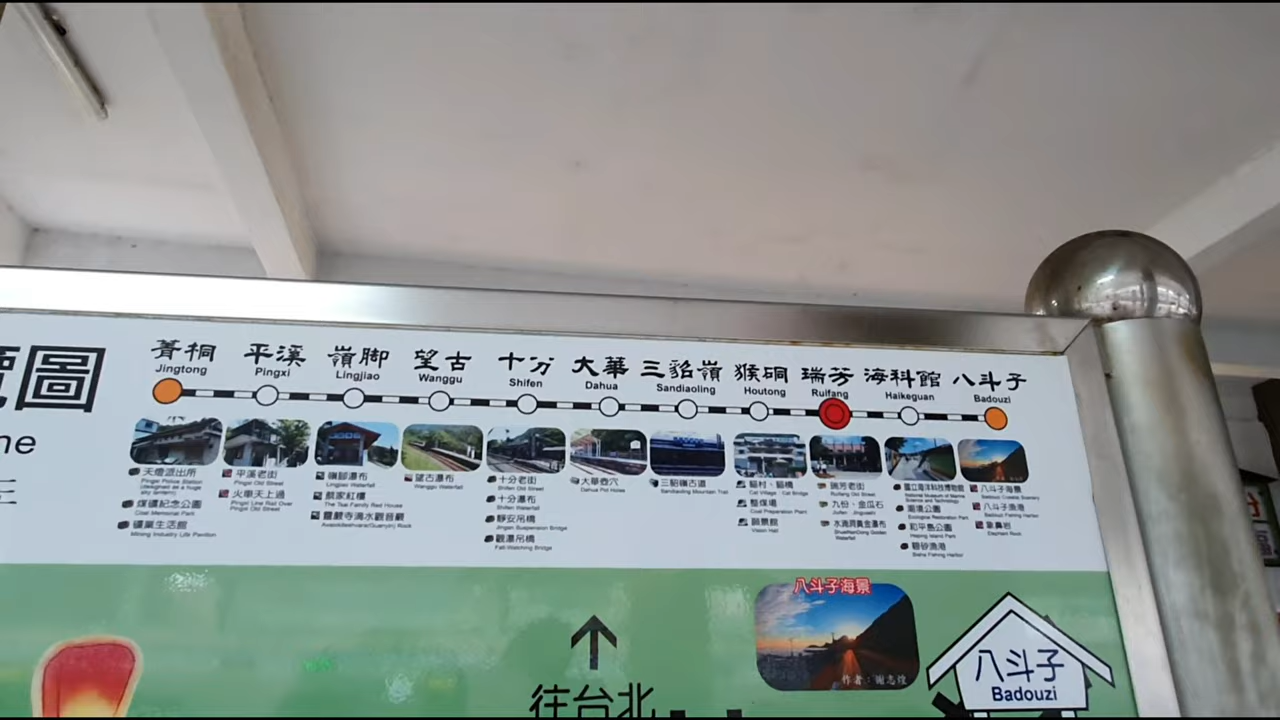 圖
me
菁桐 平溪 嶺腳 望古 十分 大華 三貂嶺 猴硐 瑞芳 海科館 八斗子
Jingtong Pingxi Lingjiao Wanggu Shifen Dahua Sandiaoling Houtong Ruifang Haikeguan Badouzi
天燈派出所
Pingxi Police Station
(designed as a huge
sky lantern)
煤礦紀念公園
Coal Memorial Park
礦業生活館
Mining Industry Life Pavilion
平溪老街
Pingxi Old Street
火車天上過
Pingxi Line Rail Over
Pingxi Old Street
嶺腳瀑布
Lingjiao Waterfall
蔡家紅樓
The Tsai Family Red House
靈嚴寺滴水觀音巖
望古瀑布
Wanggu Waterfall
十分老街
Shifen Old Street
十分瀑布
Shifen Waterfall
靜安吊橋
Jingan Suspension Bridge
觀瀑吊橋
Fall-Watching Bridge
大華壺穴
Dahua Pot Holes
三貂嶺古道
Sandiaoling Mountain Trail
貓村、貓橋
Cat Village / Cat Bridge
整煤場
Coal Preparation Plant
願景館
Vision Hall
瑞芳老街
Ruifang Old Street
九份、金瓜石
Jiufen、Jinguashi
水湳洞黃金瀑布
Waterfall
國立海洋科技博物館
National Museum of Marine
Science and Technology
潮境公園
Ecological Restoration Park
和平島公園
Heping Island Park
碧砂漁港
Bisha Fishing Harbor
八斗子海景
Badouzi Coastal Scenery
八斗子漁港
Badouzi Fishing Harbor
象鼻岩
Elephant Rock
八斗子海景
作者：謝志煌
往台北
八斗子
Badouzi